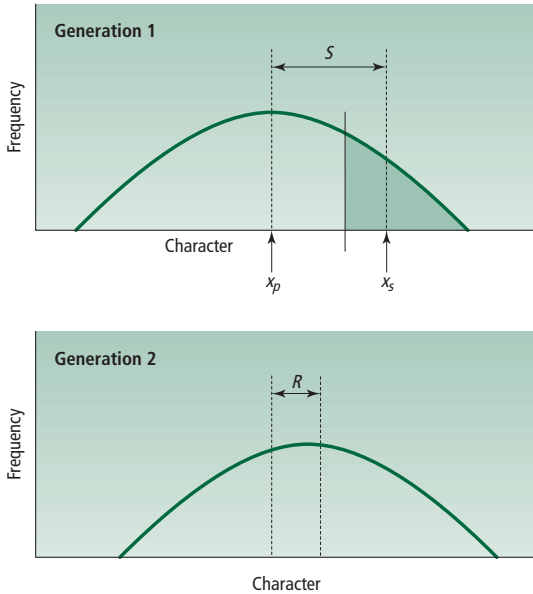 Generation 1
S
Frequency
Character
xₚ
xₛ
Generation 2
R
Frequency
Character